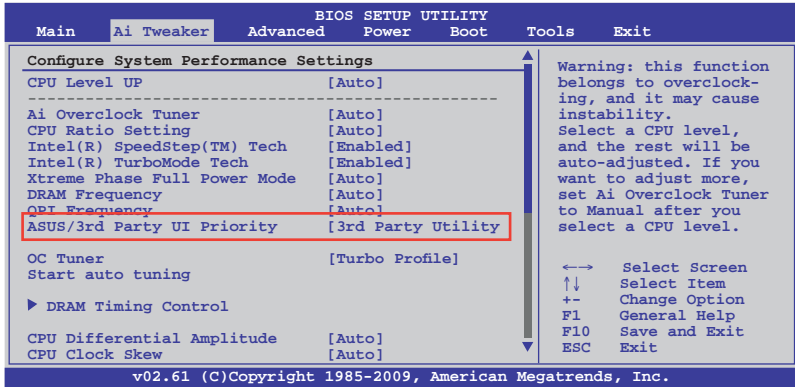 BIOS SETUP UTILITY
Main Ai Tweaker Advanced Power Boot Tools Exit
Configure System Performance Settings
CPU Level UP [Auto]
------------------------------------------------
Ai Overclock Tuner [Auto]
CPU Ratio Setting [Auto]
Intel(R) SpeedStep(TM) Tech [Enabled]
Intel(R) TurboMode Tech [Enabled]
Xtreme Phase Full Power Mode [Auto]
DRAM Frequency [Auto]
QPI Frequency [Auto]
ASUS/3rd Party UI Priority [3rd Party Utility
OC Tuner [Turbo Profile]
Start auto tuning
DRAM Timing Control
CPU Differential Amplitude [Auto]
CPU Clock Skew [Auto]
Warning: this function
belongs to overclock-
ing, and it may cause
instability.
Select a CPU level,
and the rest will be
auto-adjusted. If you
want to adjust more,
set Ai Overclock Tuner
to Manual after you
select a CPU level.
←→ Select Screen
↑↓ Select Item
+- Change Option
F1 General Help
F10 Save and Exit
ESC Exit
v02.61 (C)Copyright 1985-2009, American Megatrends, Inc.